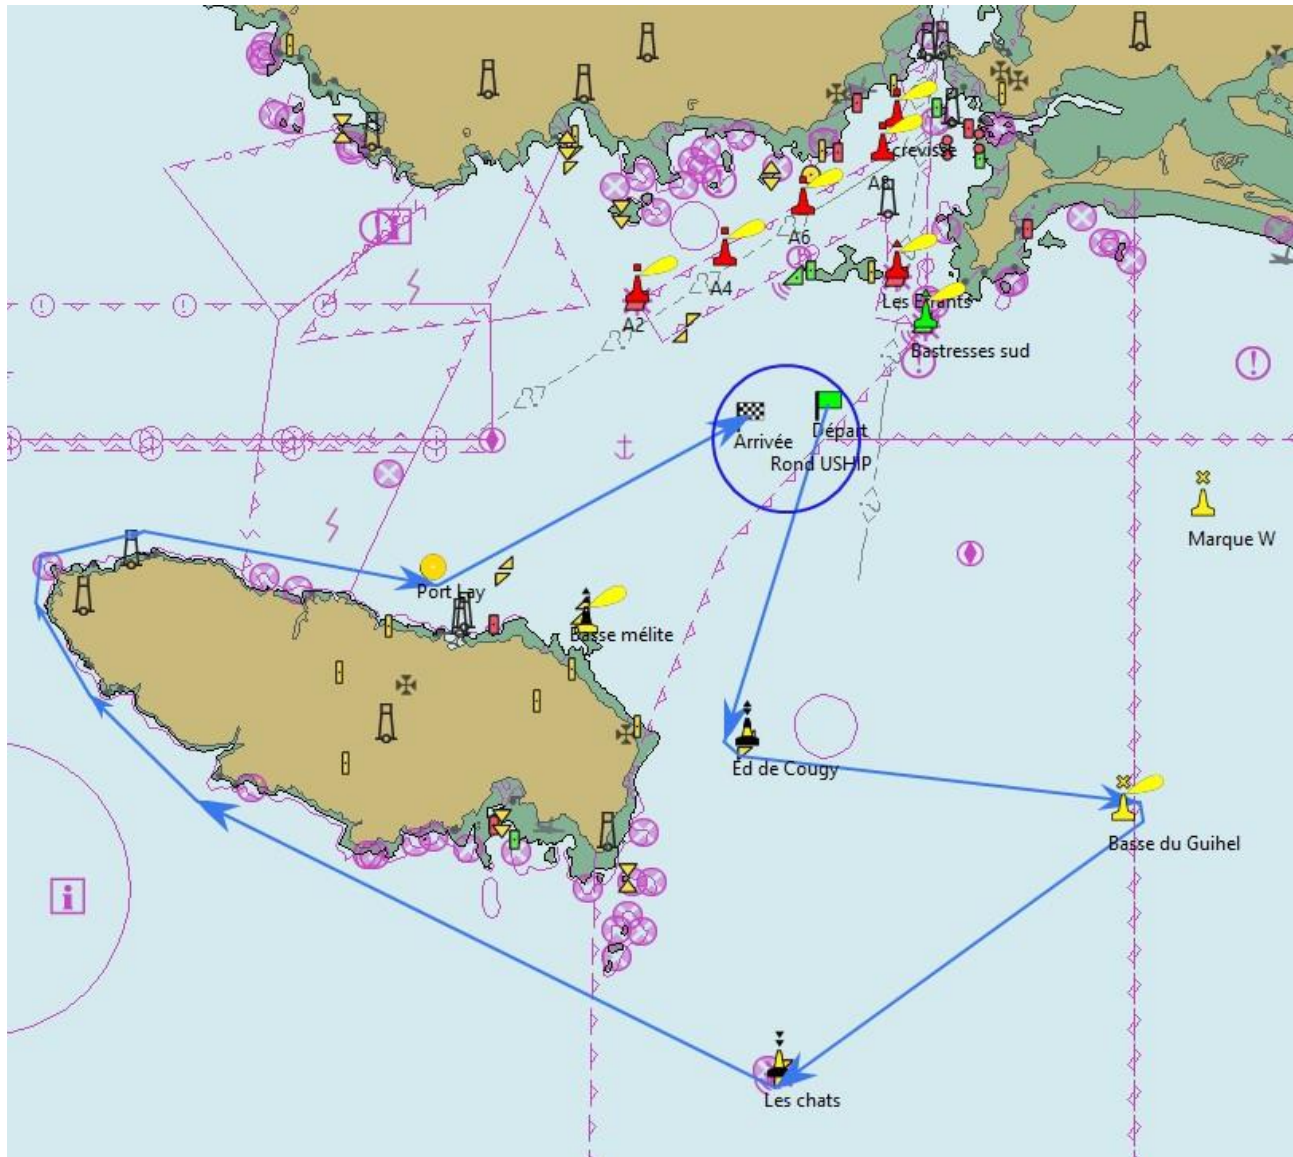 Ecrevisse
A8
A6
A4
Les Errants
A2
Bastresses sud
27
Arrivée
Départ
Rond USHIP
Marque W
Port Lay
Basse mélite
Ed de Cougy
Basse du Guihel
i
Les chats